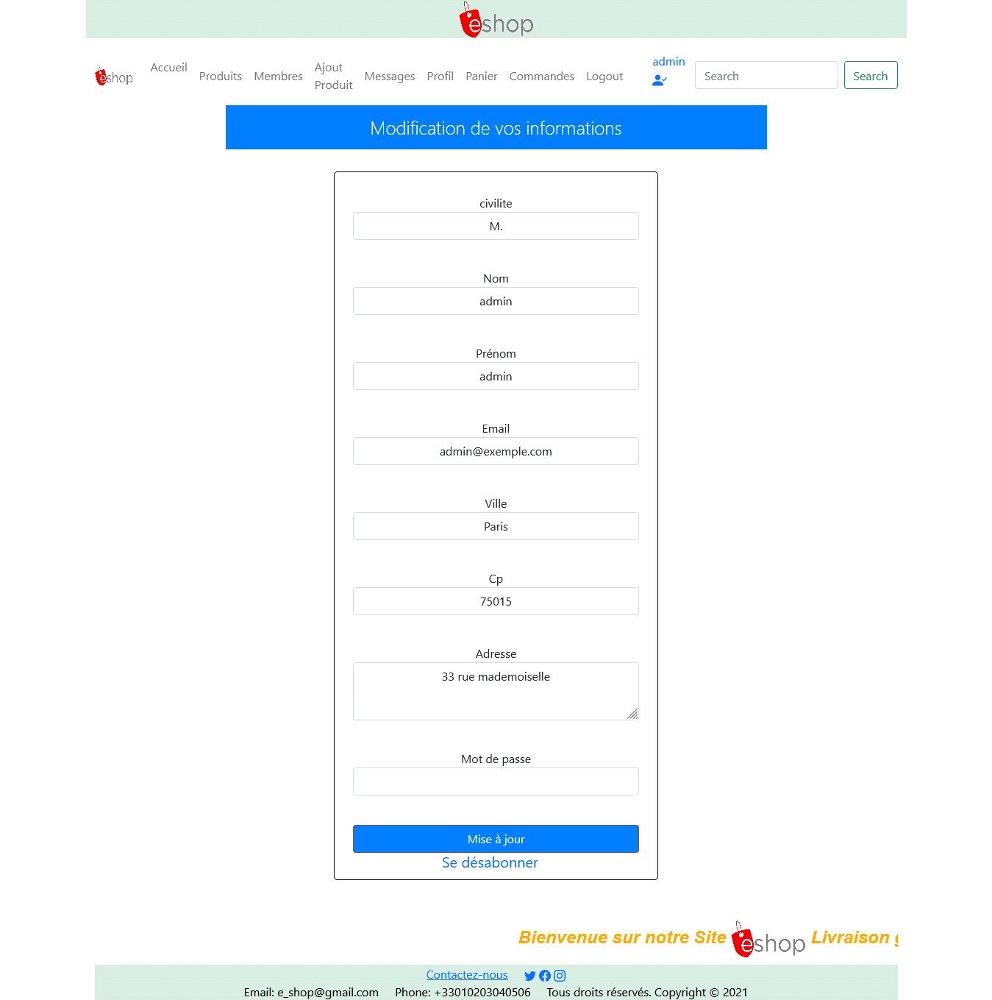 eshop
eshop
Accueil
Produits
Membres
Ajout
Produit
Messages
Profil
Panier
Commandes
Logout
admin
Search
Search
Modification de vos informations
civilite
M.
Nom
admin
Prénom
admin
Email
admin@exemple.com
Ville
Paris
Cp
75015
Adresse
33 rue mademoiselle
Mot de passe
Mise à jour
Se désabonner
Bienvenue sur notre Site eshop Livraison
Contactez-nous
Email: e_shop@gmail.com Phone: +33010203040506 Tous droits réservés. Copyright © 2021